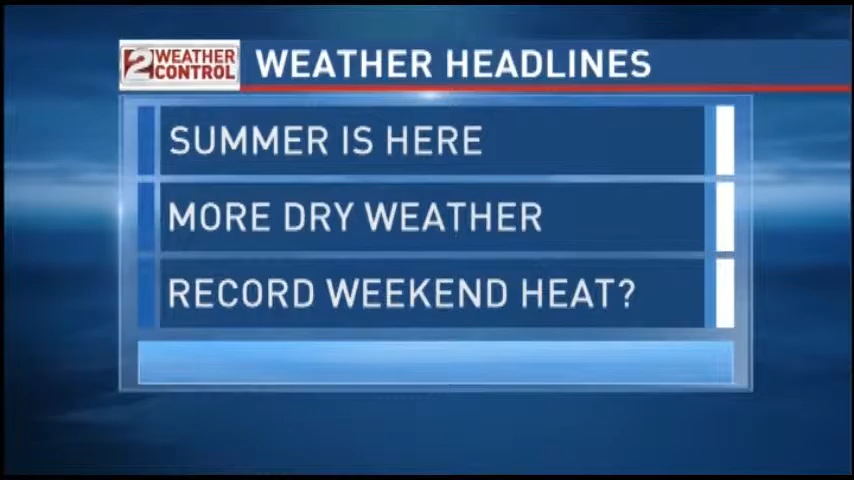 2 WEATHER CONTROL
WEATHER HEADLINES
SUMMER IS HERE
MORE DRY WEATHER
RECORD WEEKEND HEAT?